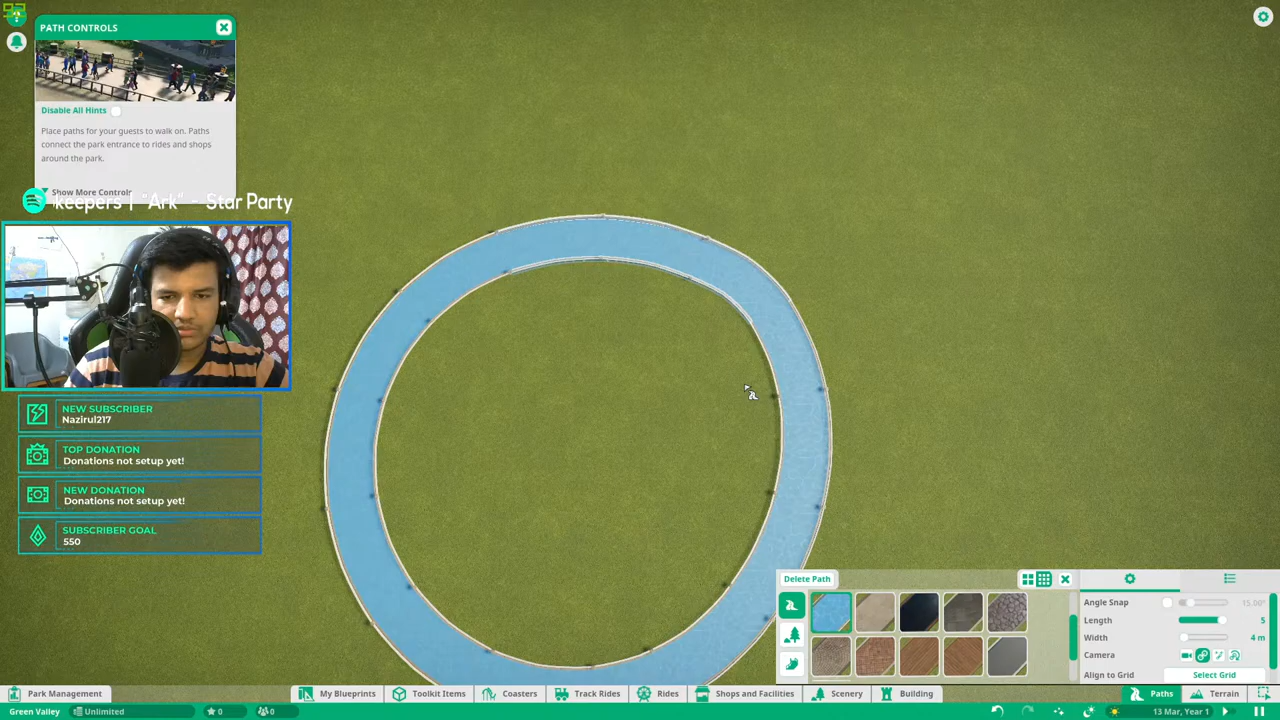 PATH CONTROLS
Disable All Hints
Place paths for your guests to walk on. Paths
connect the park entrance to rides and shops
around the park.
Show More Controls
keepers | "Ark" - Star Party
NEW SUBSCRIBER
Nazirul217
TOP DONATION
Donations not setup yet!
NEW DONATION
Donations not setup yet!
SUBSCRIBER GOAL
550
Delete Path
Angle Snap 15.00°
Length 5
Width 4 m
Camera
Align to Grid Select Grid
Park Management My Blueprints Toolkit Items Coasters Track Rides Rides Shops and Facilities Scenery Building Paths Terrain
Green Valley Unlimited 0 0 13 Mar, Year 1